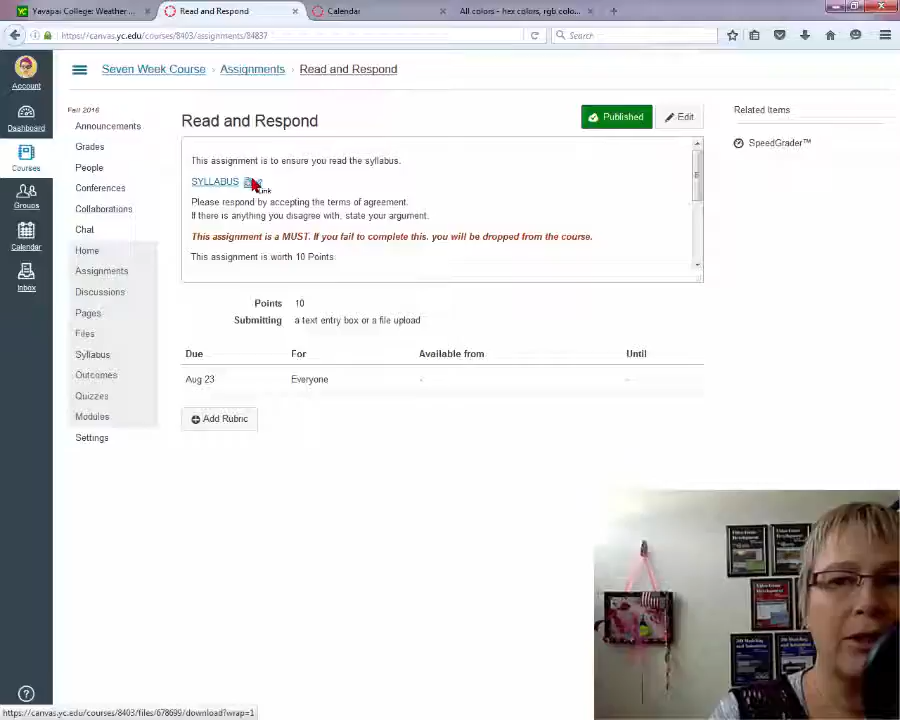 Yavapai College: Weather
Read and Respond
Calendar
All colors - hex colors, rgb colo...
https://canvas.yc.edu/courses/8403/assignments/84837
Search
Account
Dashboard
Courses
Groups
Calendar
Inbox
Seven Week Course
Assignments
Read and Respond
Fall 2016
Announcements
Grades
People
Conferences
Collaborations
Chat
Home
Assignments
Discussions
Pages
Files
Syllabus
Outcomes
Quizzes
Modules
Settings
Read and Respond
Published
Edit
This assignment is to ensure you read the syllabus.
SYLLABUS
Link
Please respond by accepting the terms of agreement.
If there is anything you disagree with, state your argument.
This assignment is a MUST. If you fail to complete this, you will be dropped from the course.
This assignment is worth 10 Points.
Points 10
Submitting a text entry box or a file upload
Due For Available from Until
Aug 23 Everyone - -
Add Rubric
Related Items
SpeedGrader™
https://canvas.yc.edu/courses/8403/files/678699/download?wrap=1